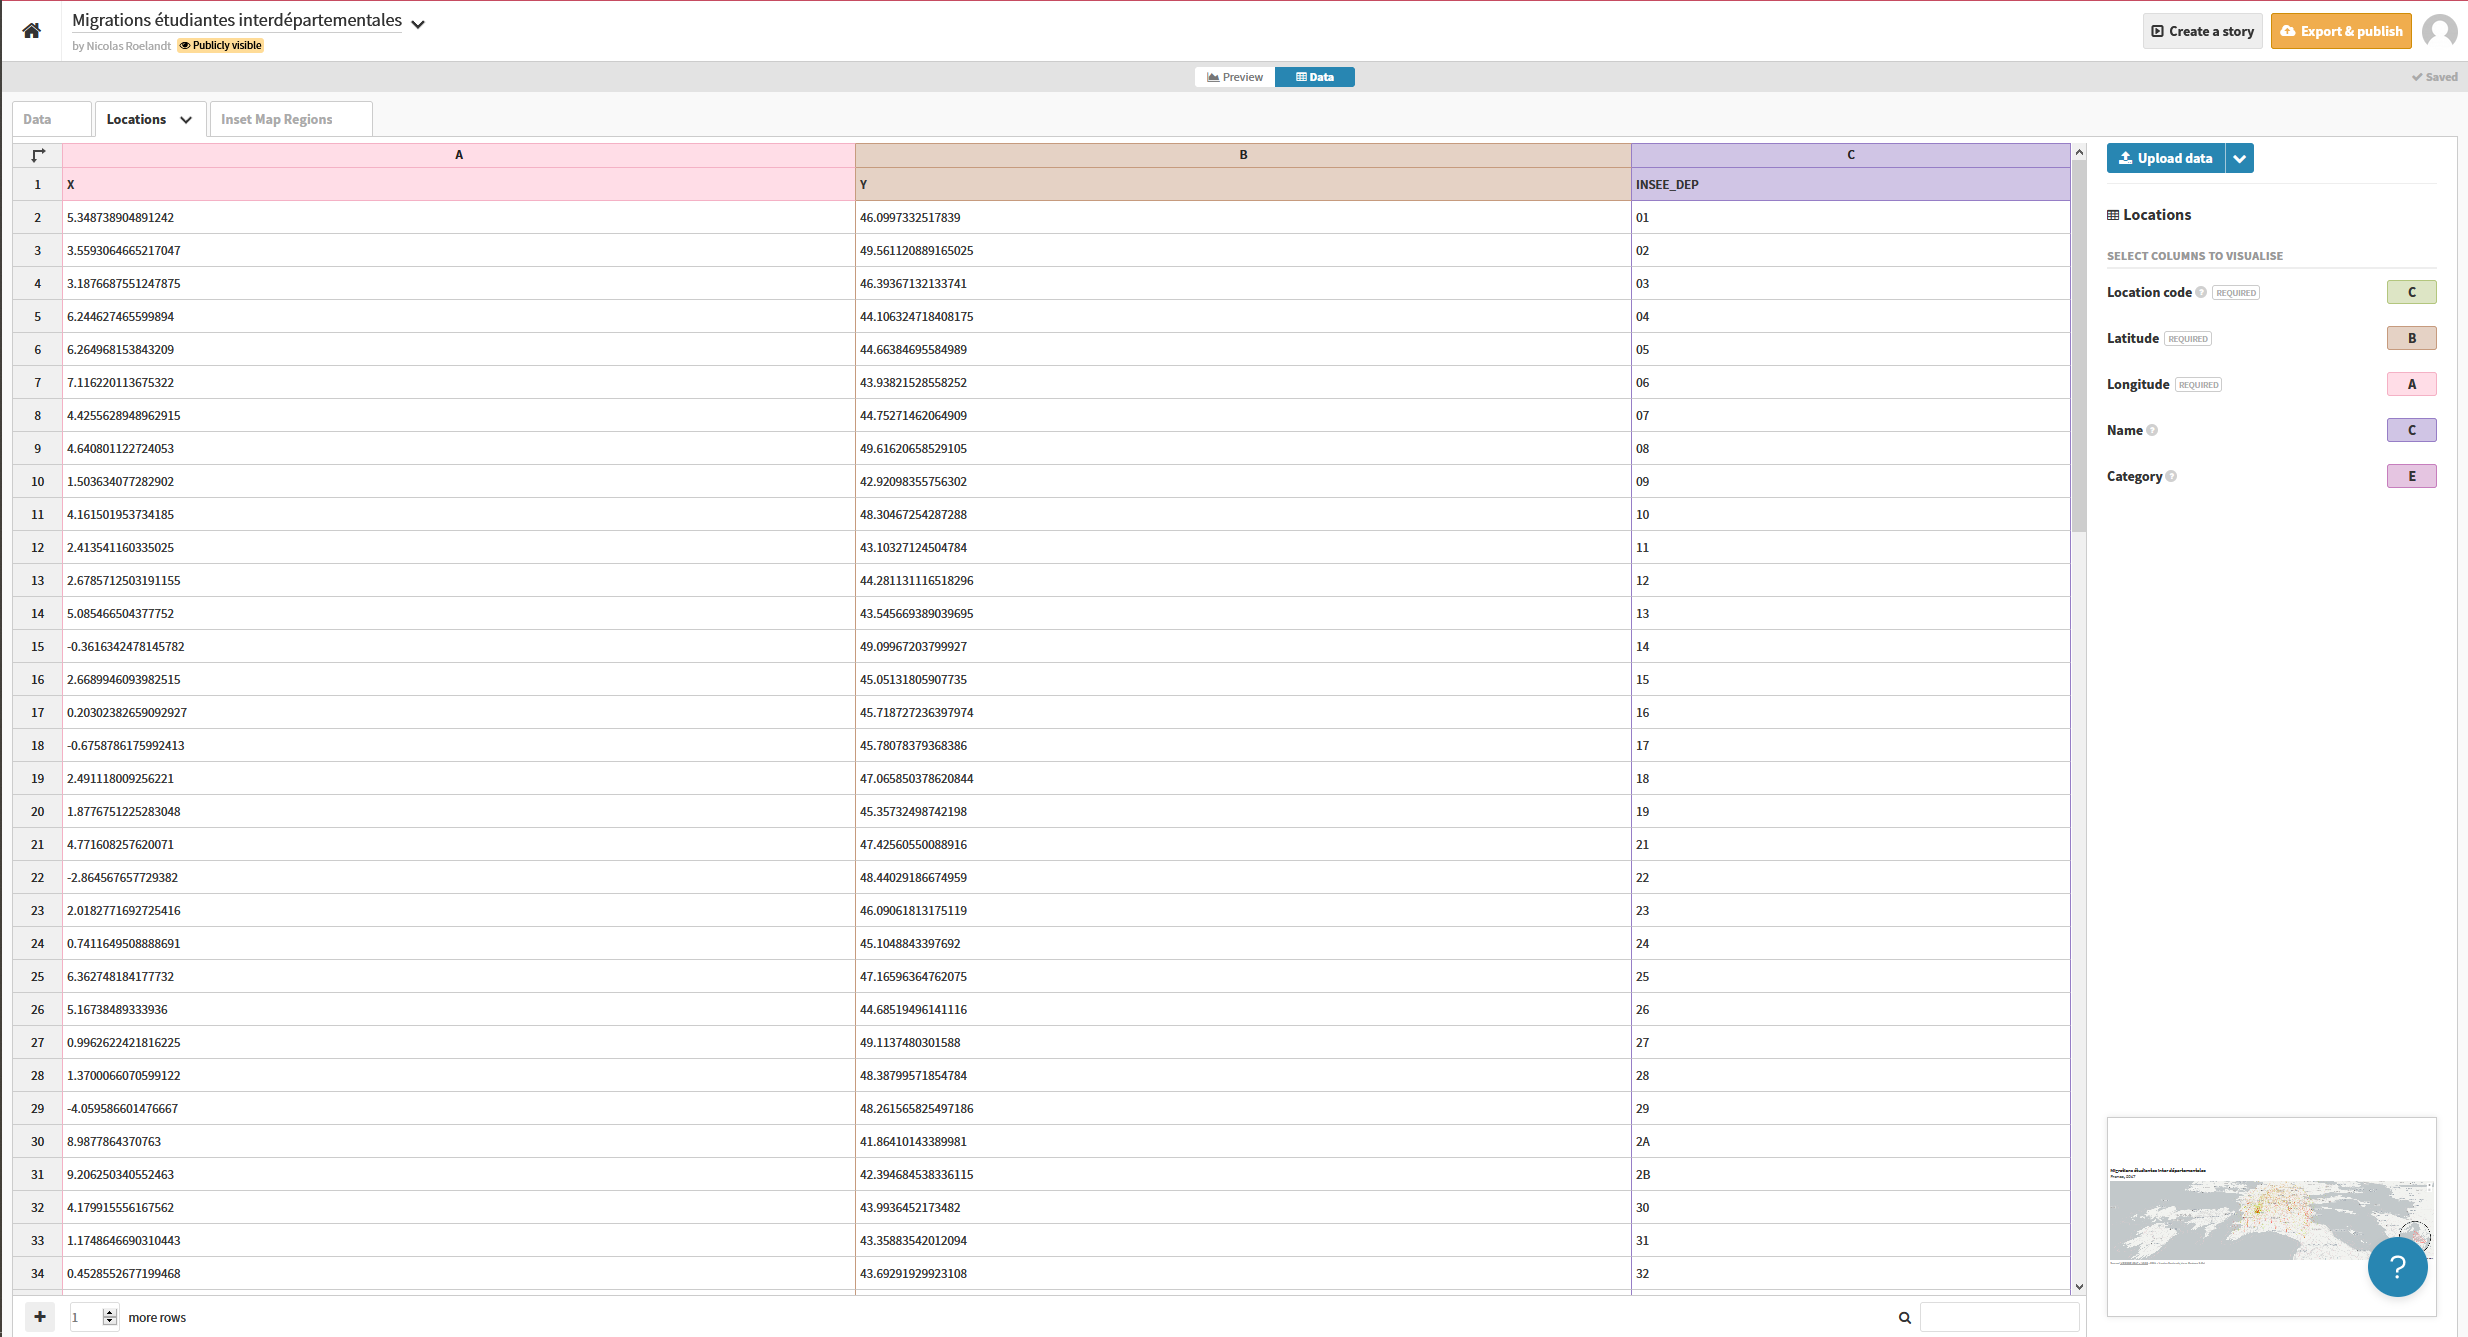 Migrations étudiantes interdépartementales
by Nicolas Roelandt Publicly visible
Create a story
Export & publish
Preview Data
Saved
Data Locations Inset Map Regions
A B C
1 X Y INSEE_DEP
2 5.348738904891242 46.0997332517839 01
3 3.5593064665217047 49.561120889165025 02
4 3.1876687551247875 46.39367132133741 03
5 6.244627465599894 44.106324718408175 04
6 6.264968153843209 44.66384695584989 05
7 7.116220113675322 43.93821528558252 06
8 4.4255628948962915 44.75271462064909 07
9 4.640801122724053 49.61620658529105 08
10 1.503634077282902 42.92098355756302 09
11 4.161501953734185 48.30467254287288 10
12 2.413541160335025 43.10327124504784 11
13 2.6785712503191155 44.281131116518296 12
14 5.085466504377752 43.545669389039695 13
15 -0.3616342478145782 49.09967203799927 14
16 2.6689946093982515 45.05131805907735 15
17 0.20302382659092927 45.718727236397974 16
18 -0.6758786175992413 45.78078379368386 17
19 2.491118009256221 47.065850378620844 18
20 1.8776751225283048 45.35732498742198 19
21 4.771608257620071 47.42560550088916 21
22 -2.864567657729382 48.44029186674959 22
23 2.0182771692725416 46.09061813175119 23
24 0.7411649508888691 45.1048843397692 24
25 6.362748184177732 47.16596364762075 25
26 5.16738489333936 44.68519496141116 26
27 0.9962622421816225 49.1137480301588 27
28 1.3700066070599122 48.38799571854784 28
29 -4.059586601476667 48.261565825497186 29
30 8.9877864370763 41.86410143389981 2A
31 9.206250340552463 42.394684538336115 2B
32 4.179915556167562 43.9936452173482 30
33 1.1748646690310443 43.35883542012094 31
34 0.4528552677199468 43.69291929923108 32
1 more rows
Upload data
Locations
SELECT COLUMNS TO VISUALISE
Location code ? REQUIRED C
Latitude REQUIRED B
Longitude REQUIRED A
Name ? C
Category ? E
Migrations étudiantes interdépartementales
France, 2017
?